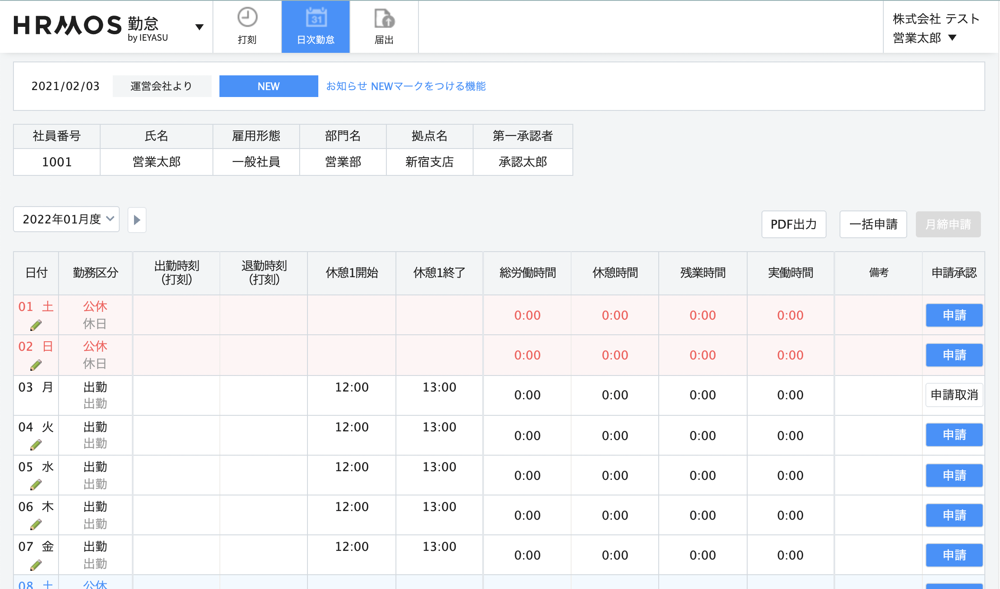 HRMOS 勤怠
by IEYASU
▼
打刻
31
日次勤怠
届出
株式会社 テスト
営業太郎 ▼
2021/02/03 運営会社より NEW お知らせ NEWマークをつける機能
社員番号 氏名 雇用形態 部門名 拠点名 第一承認者
1001 営業太郎 一般社員 営業部 新宿支店 承認太郎
2022年01月度 PDF出力 一括申請 月締申請
日付 勤務区分 出勤時刻(打刻) 退勤時刻(打刻) 休憩1開始 休憩1終了 総労働時間 休憩時間 残業時間 実働時間 備考 申請承認
01 土 公休 0:00 0:00 0:00 0:00 申請
休日
02 日 公休 0:00 0:00 0:00 0:00 申請
休日
03 月 出勤 12:00 13:00 0:00 0:00 0:00 0:00 申請取消
出勤
04 火 出勤 12:00 13:00 0:00 0:00 0:00 0:00 申請
出勤
05 水 出勤 12:00 13:00 0:00 0:00 0:00 0:00 申請
出勤
06 木 出勤 12:00 13:00 0:00 0:00 0:00 0:00 申請
出勤
07 金 出勤 12:00 13:00 0:00 0:00 0:00 0:00 申請
出勤
08 土 公休